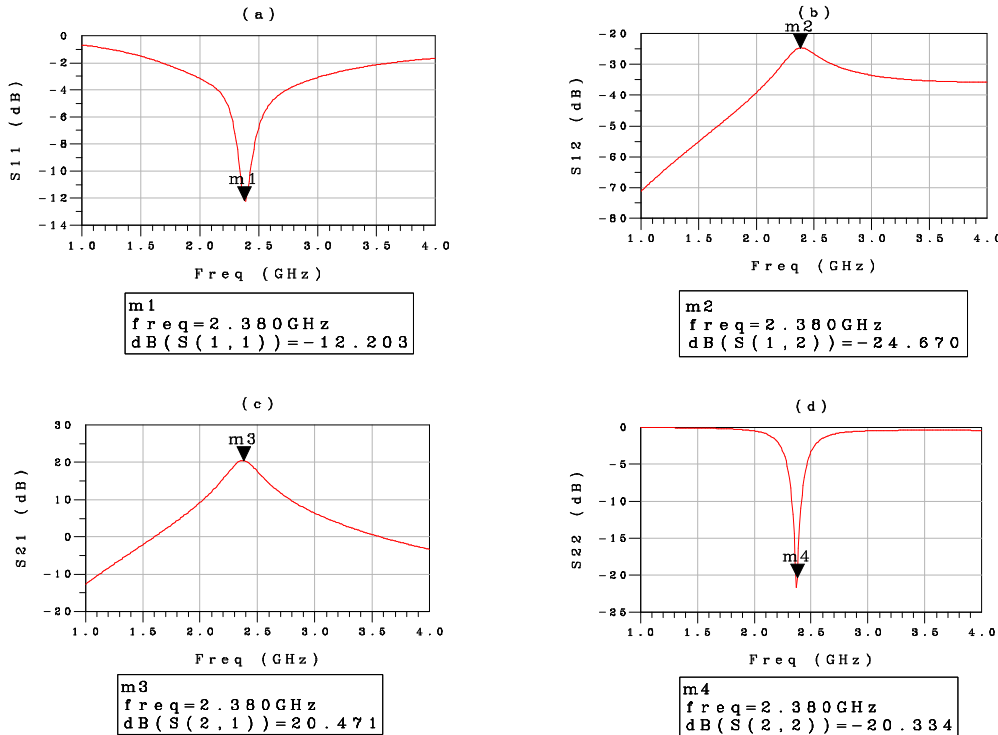 (a)
S11 (dB)
0
-2
-4
-6
-8
-10
-12
-14
m1
1.0 1.5 2.0 2.5 3.0 3.5 4.0
Freq (GHz)
m1
freq=2.380GHz
dB(S(1,1))=-12.203
(b)
S12 (dB)
-20
-30
-40
-50
-60
-70
-80
m2
1.0 1.5 2.0 2.5 3.0 3.5 4.0
Freq (GHz)
m2
freq=2.380GHz
dB(S(1,2))=-24.670
(c)
S21 (dB)
30
20
10
0
-10
-20
m3
1.0 1.5 2.0 2.5 3.0 3.5 4.0
Freq (GHz)
m3
freq=2.380GHz
dB(S(2,1))=20.471
(d)
S22 (dB)
0
-5
-10
-15
-20
-25
m4
1.0 1.5 2.0 2.5 3.0 3.5 4.0
Freq (GHz)
m4
freq=2.380GHz
dB(S(2,2))=-20.334